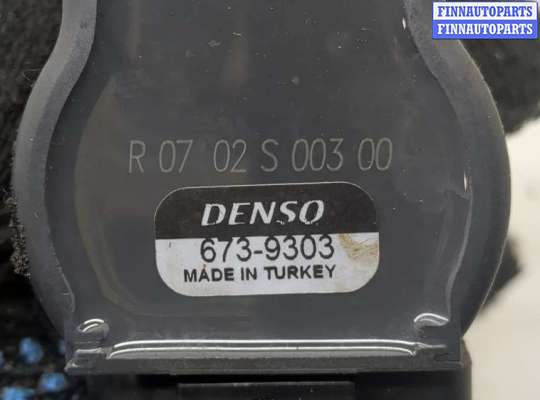 FINNAUTOPARTS
FINNAUTOPARTS
R 07 02 S 003 00
DENSO
673-9303
MADE IN TURKEY